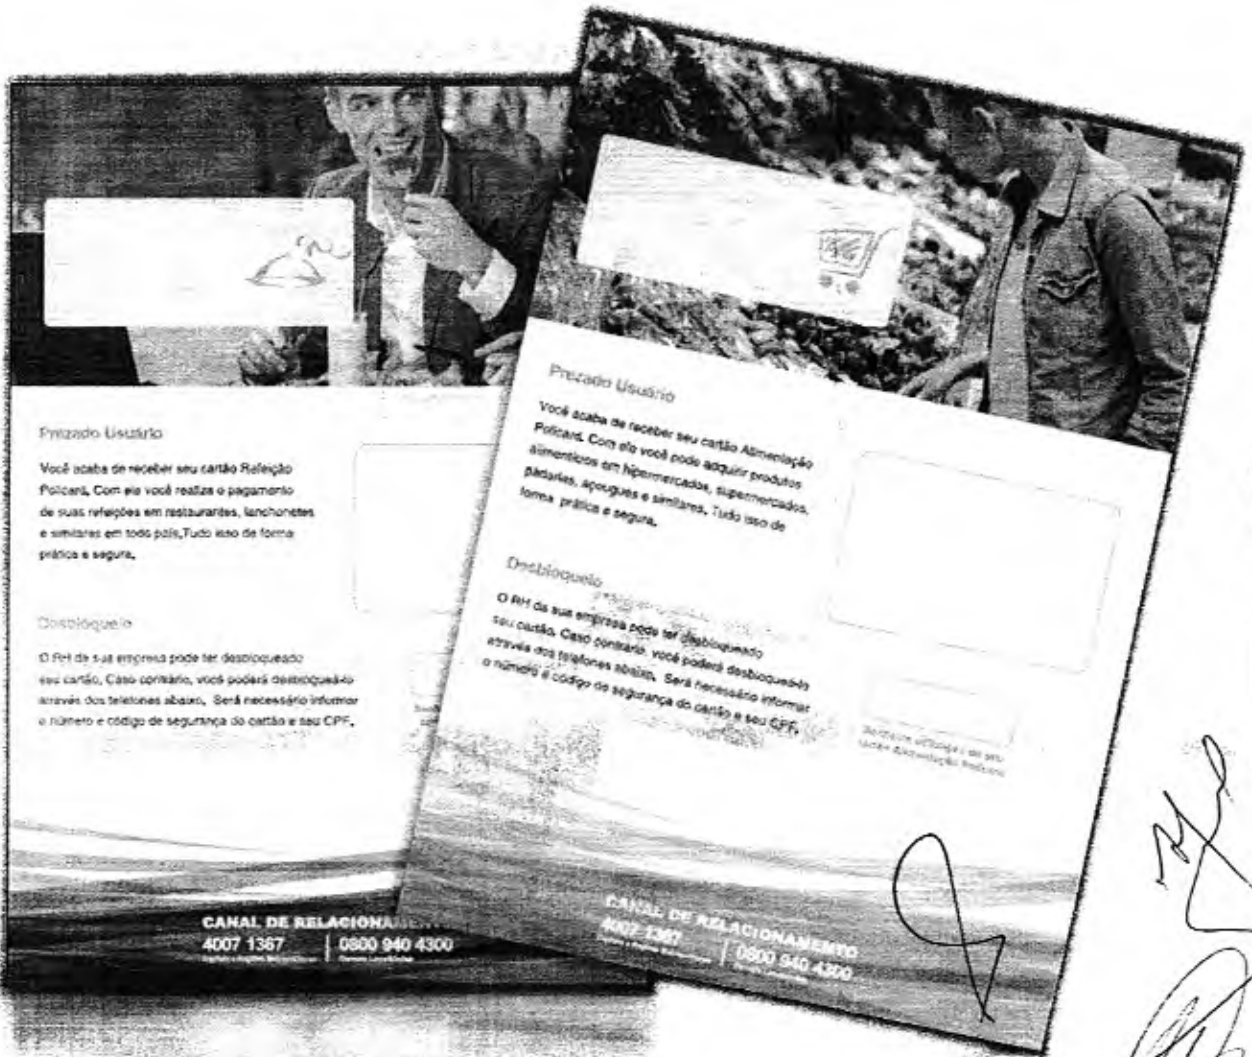 Prezado Usuário
Você acaba de receber seu cartão Refeição
Policard, Com ele você realiza o pagamento
de suas refeições em restaurantes, lanchonetes
e similares em todo país,Tudo isso de forma
prática e segura,
Desbloqueio
O RH da sua empresa pode ter desbloqueado
seu cartão, Caso contrário, você poderá desbloqueá-lo
através dos telefones abaixo, Será necessário informar
o número e código de segurança do cartão e seu CPF,
CANAL DE RELACIONAMENTO
4007 1367 | 0800 940 4300
Prezado Usuário
Você acaba de receber seu cartão Alimentação
Policard, Com ele você pode adquirir produtos
alimentícios em hipermercados, supermercados,
padarias, açougues e similares, Tudo isso de
forma prática e segura,
Desbloqueio
O RH da sua empresa pode ter desbloqueado
seu cartão, Caso contrário, você poderá desbloqueá-lo
através dos telefones abaixo, Será necessário informar
o número e código de segurança do cartão e seu CPF,
CANAL DE RELACIONAMENTO
4007 1367 | 0800 940 4300